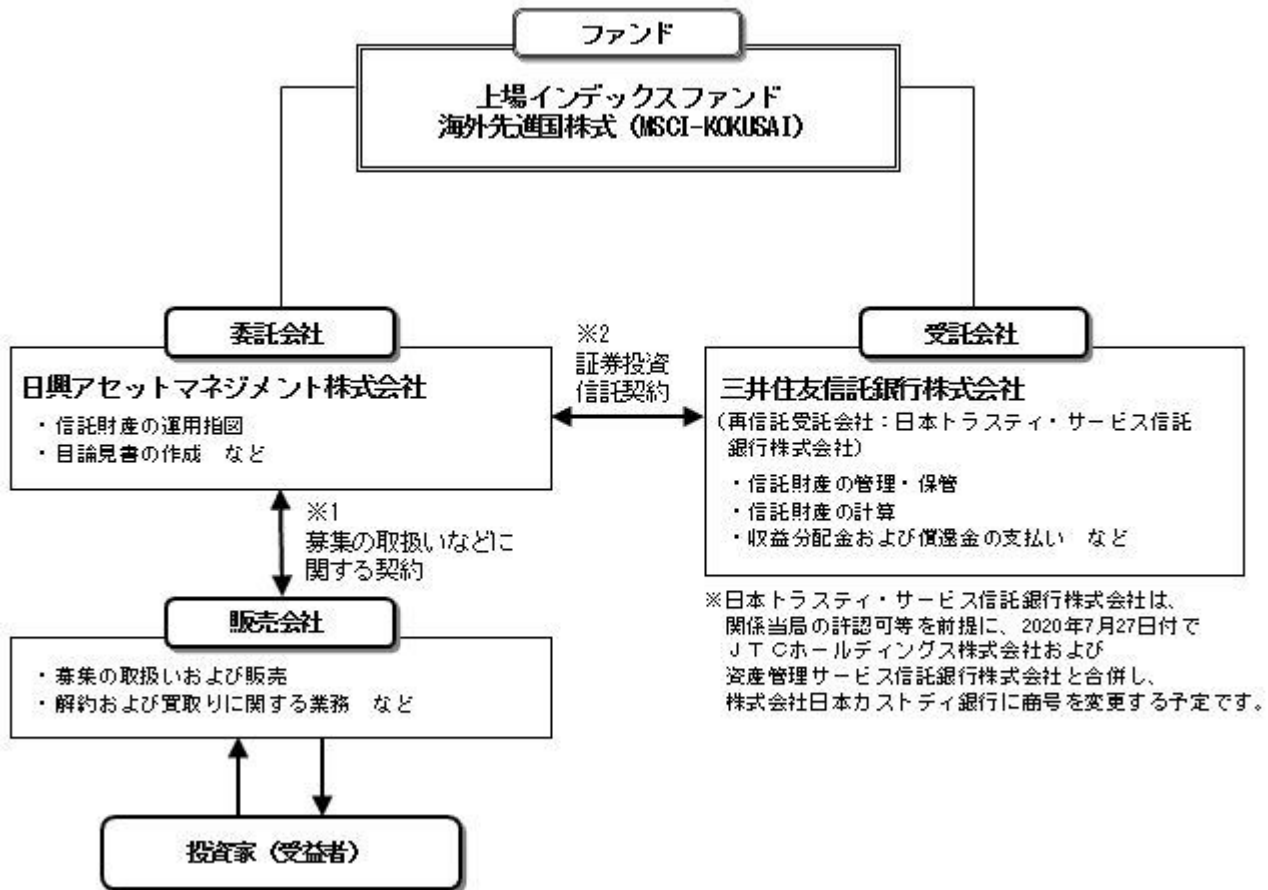 ファンド
上場インデックスファンド
海外先進国株式（MSCI-KOKUSAI）
委託会社
日興アセットマネジメント株式会社
・信託財産の運用指図
・目論見書の作成　など
※2
証券投資
信託契約
受託会社
三井住友信託銀行株式会社
（再信託受託会社：日本トラスティ・サービス信託
銀行株式会社）
・信託財産の管理・保管
・信託財産の計算
・収益分配金および償還金の支払い　など
※1
募集の取扱いなどに
関する契約
※日本トラスティ・サービス信託銀行株式会社は、
関係当局の許認可等を前提に、2020年7月27日付で
ＪＴＣホールディングス株式会社および
資産管理サービス信託銀行株式会社と合併し、
株式会社日本カストディ銀行に商号を変更する予定です。
販売会社
・募集の取扱いおよび販売
・解約および買取りに関する業務　など
投資家（受益者）